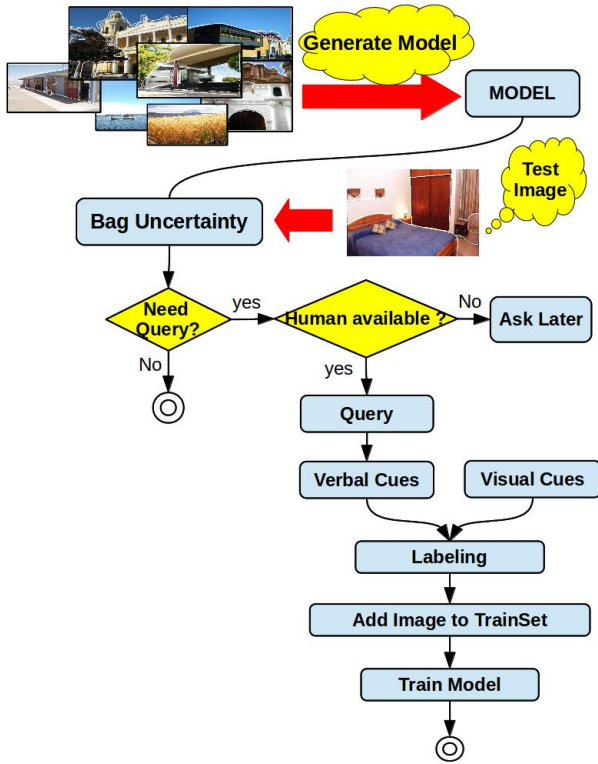 Generate Model
MODEL
Test
Image
Bag Uncertainty
Need
Query?
yes
Human available ?
No
Ask Later
No
yes
Query
Verbal Cues
Visual Cues
Labeling
Add Image to TrainSet
Train Model